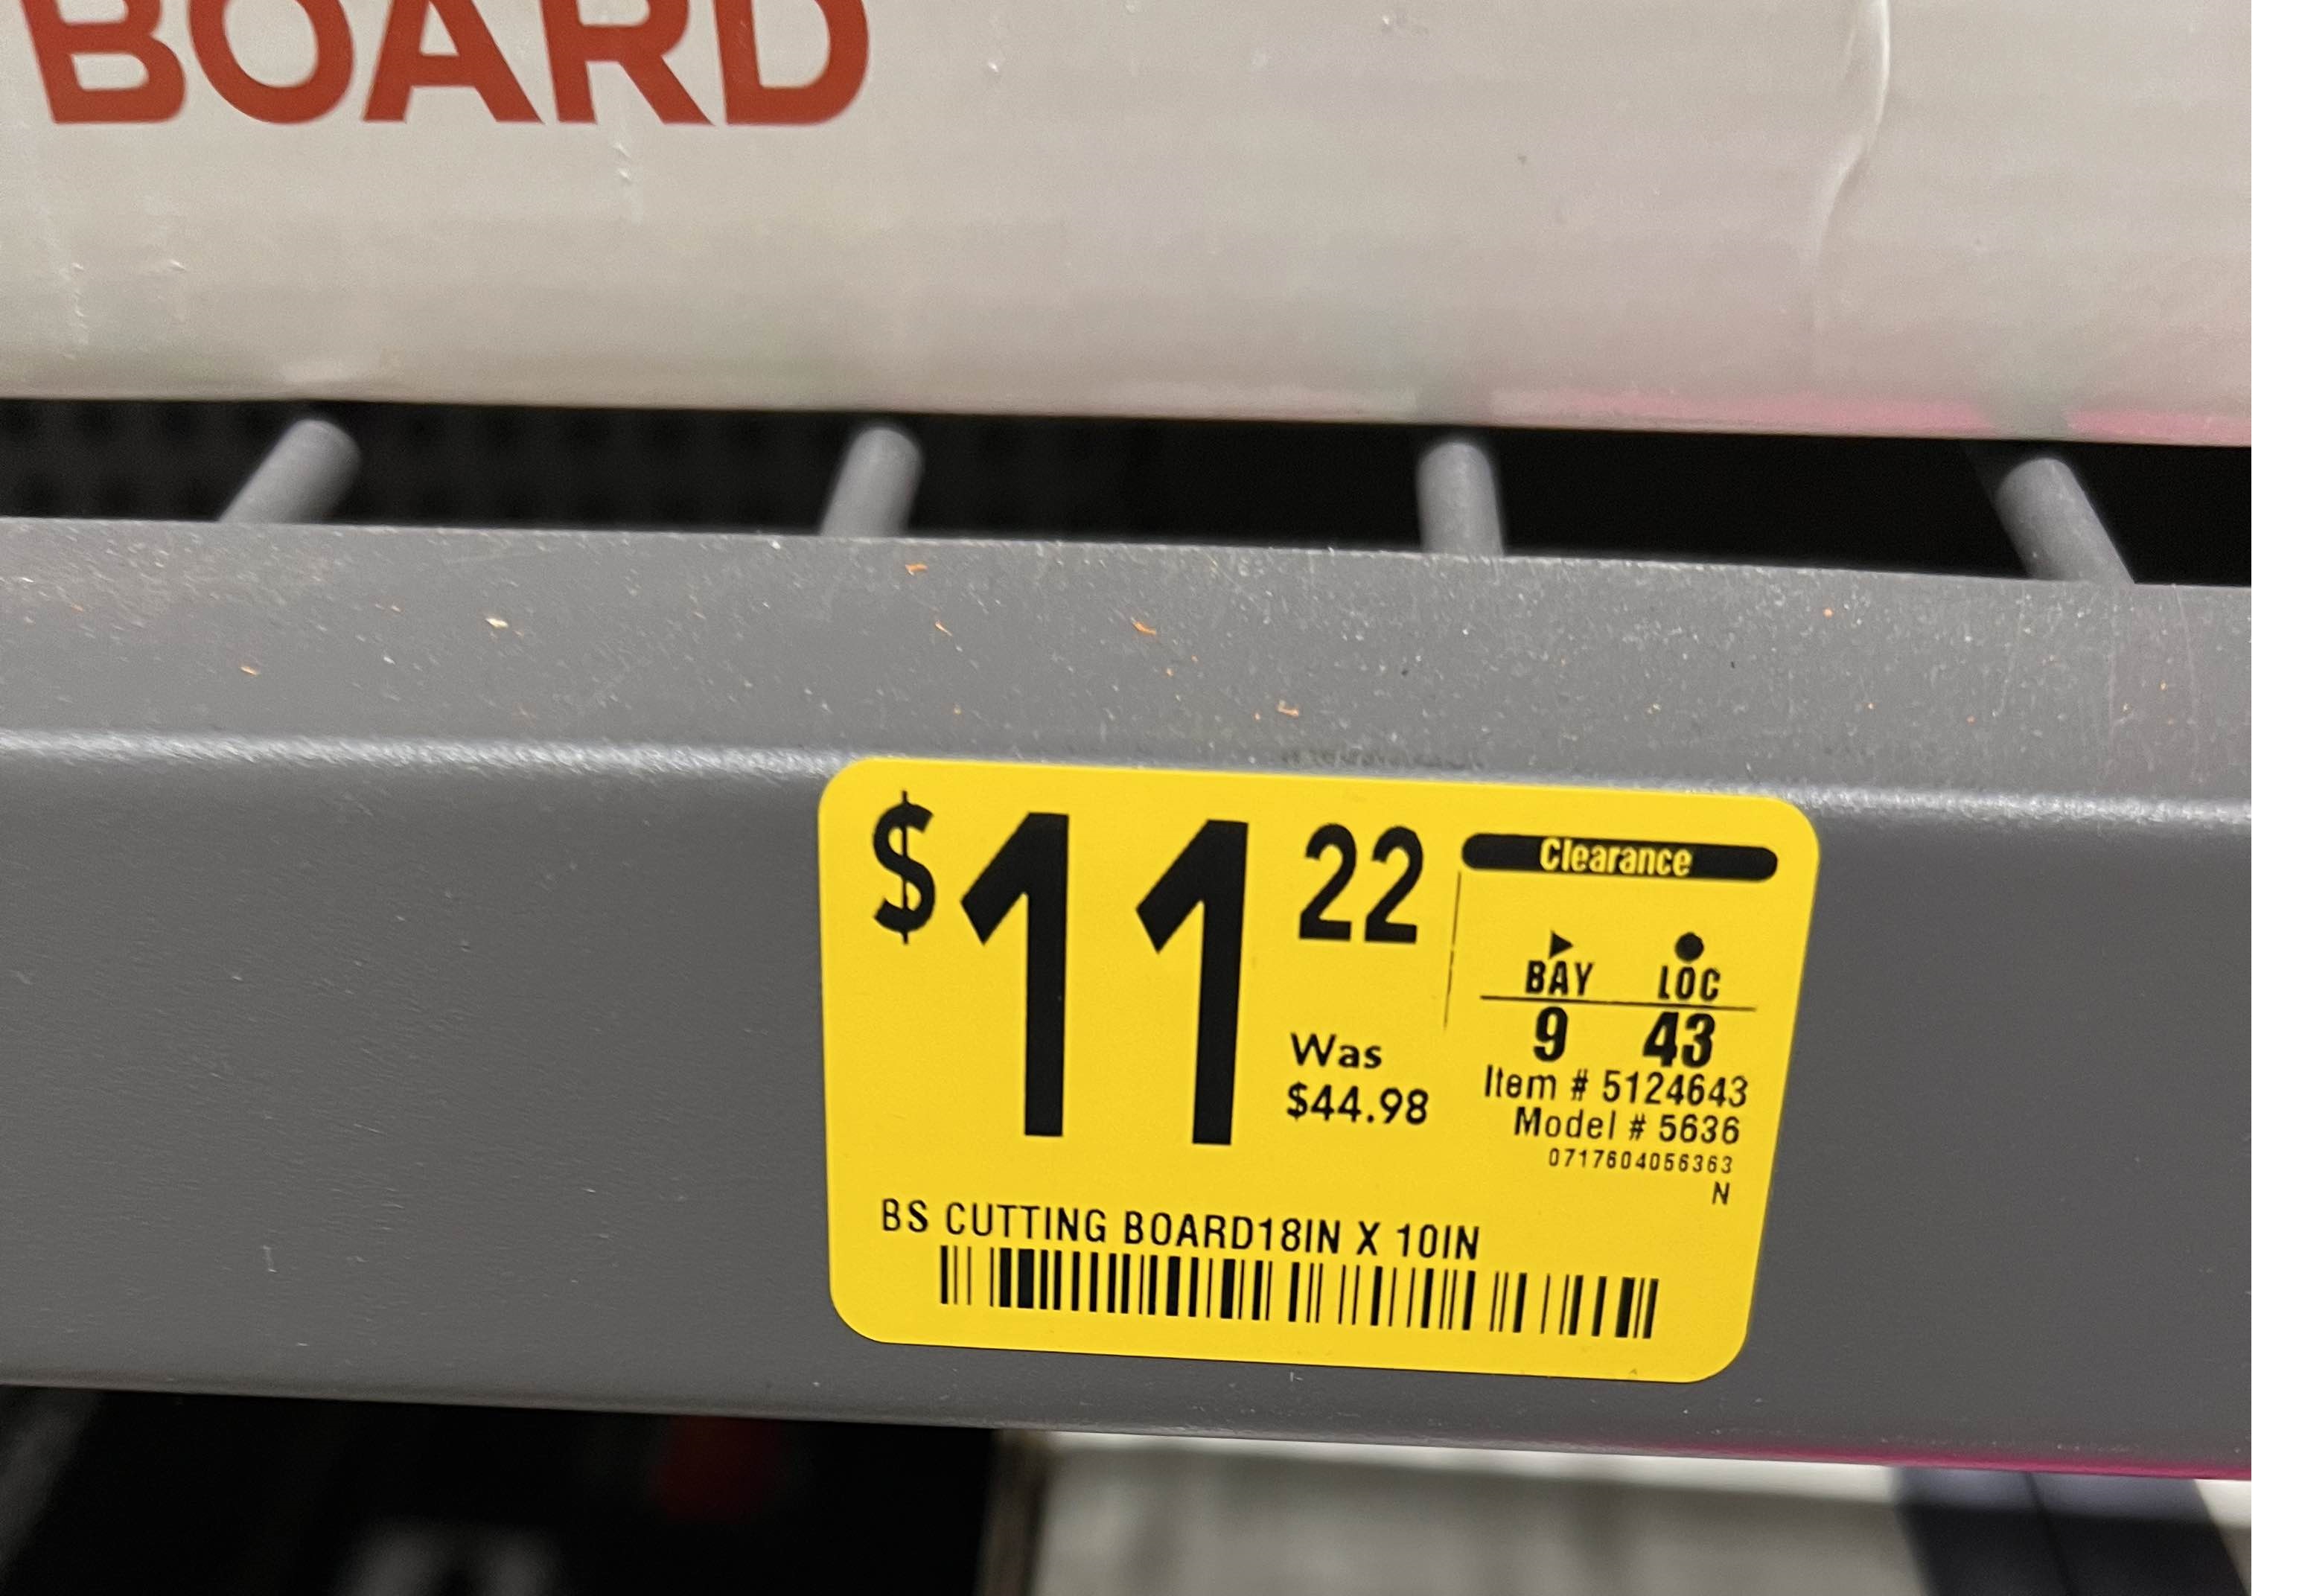 BOARD
$11 22
Clearance
BAY LOC
9 43
Was
$44.98
Item # 5124643
Model # 5636
0717604056363
N
BS CUTTING BOARD18IN X 10IN